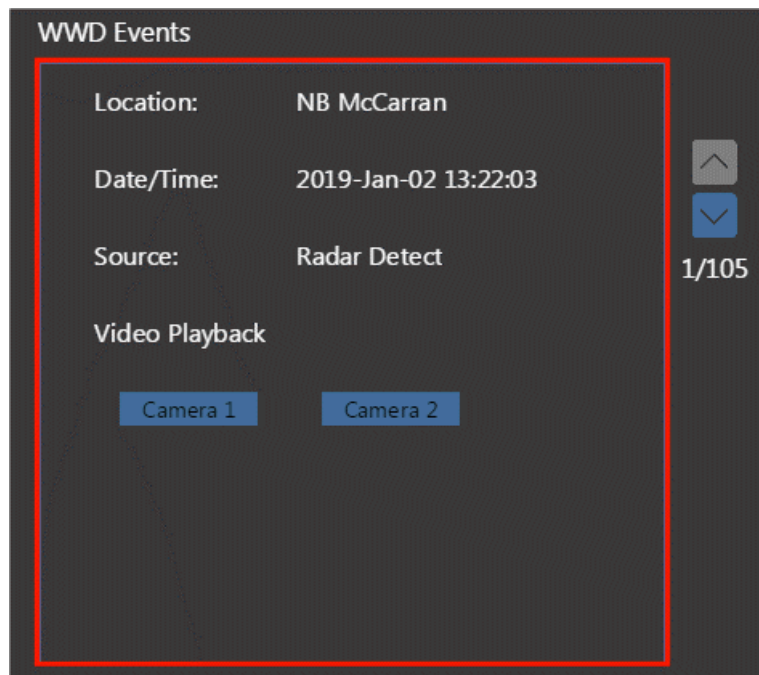 WWD Events
Location: NB McCarran
Date/Time: 2019-Jan-02 13:22:03
Source: Radar Detect
1/105
Video Playback
Camera 1 Camera 2